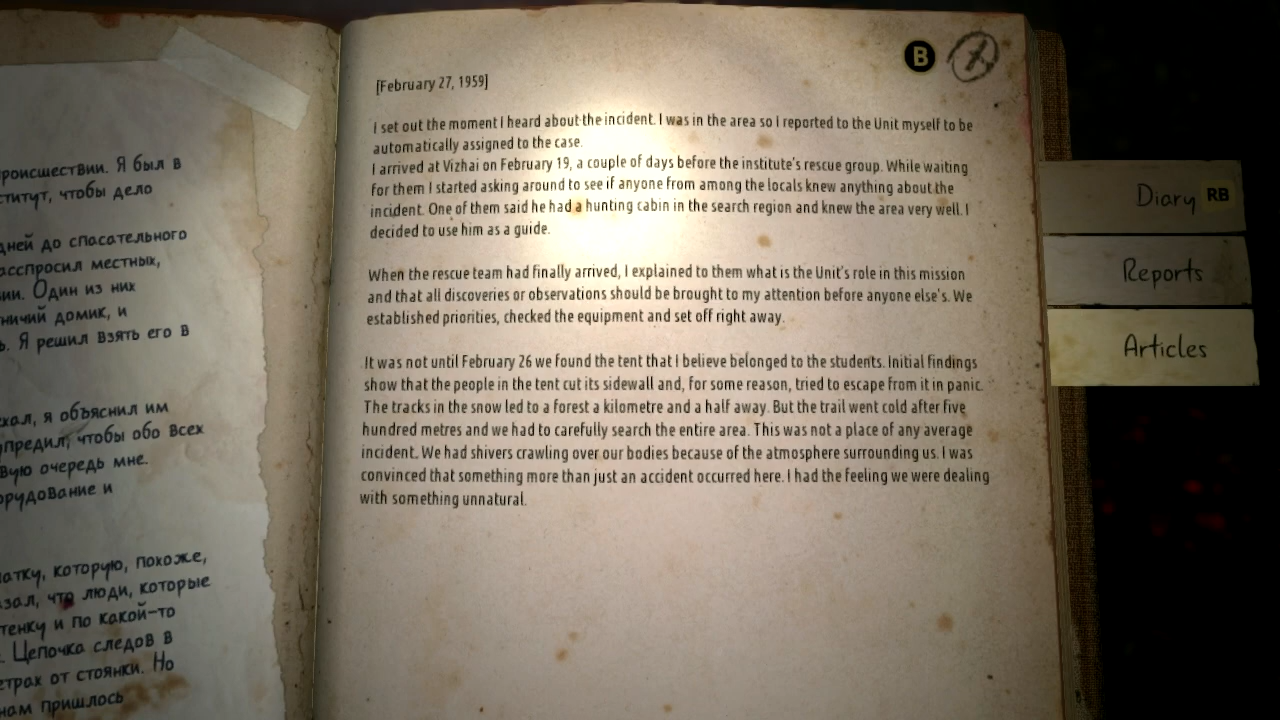 роисшествии. Я был в
ститут, чтобы дело
дней до спасательного
асспросил местных,
ии. Один из них
ничий домик, и
ь. Я решил взять его в
ехал, я объяснил им
упредил, чтобы обо всех
вую очередь мне.
орудование и
латку, которую, похоже,
азал, что люди, которые
тенку и по какой-то
. Цепочка следов в
етрах от стоянки. Но
нам пришлось
[February 27, 1959]
I set out the moment I heard about the incident. I was in the area so I reported to the Unit myself to be
automatically assigned to the case.
I arrived at Vizhai on February 19, a couple of days before the institute's rescue group. While waiting
for them I started asking around to see if anyone from among the locals knew anything about the
incident. One of them said he had a hunting cabin in the search region and knew the area very well. I
decided to use him as a guide.
When the rescue team had finally arrived, I explained to them what is the Unit's role in this mission
and that all discoveries or observations should be brought to my attention before anyone else's. We
established priorities, checked the equipment and set off right away.
It was not until February 26 we found the tent that I believe belonged to the students. Initial findings
show that the people in the tent cut its sidewall and, for some reason, tried to escape from it in panic.
The tracks in the snow led to a forest a kilometre and a half away. But the trail went cold after five
hundred metres and we had to carefully search the entire area. This was not a place of any average
incident. We had shivers crawling over our bodies because of the atmosphere surrounding us. I was
convinced that something more than just an accident occurred here. I had the feeling we were dealing
with something unnatural.
B
Diary RB
Reports
Articles